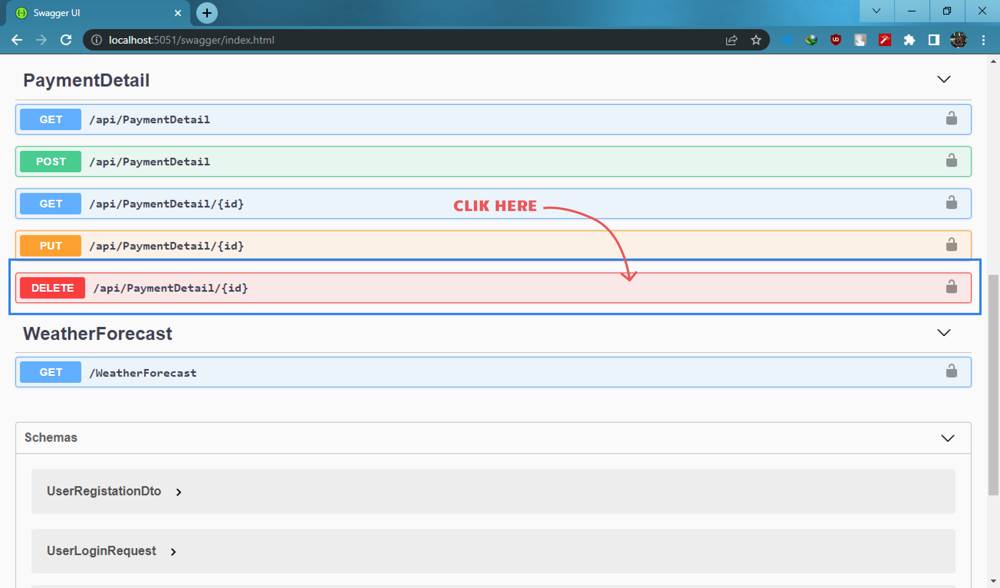 Swagger UI
localhost:5051/swagger/index.html
PaymentDetail
GET /api/PaymentDetail
POST /api/PaymentDetail
GET /api/PaymentDetail/{id}
CLIK HERE
PUT /api/PaymentDetail/{id}
DELETE /api/PaymentDetail/{id}
WeatherForecast
GET /WeatherForecast
Schemas
UserRegistationDto
UserLoginRequest